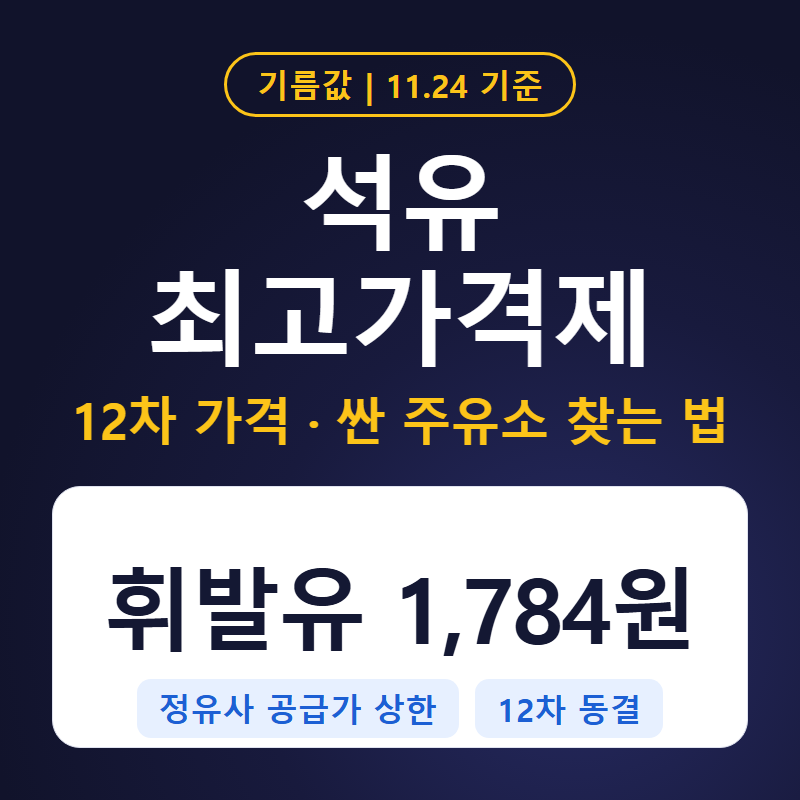 기름값 | 11.24 기준
석유
최고가격제
12차 가격 · 싼 주유소 찾는 법
휘발유 1,784원
정유사 공급가 상한 12차 동결